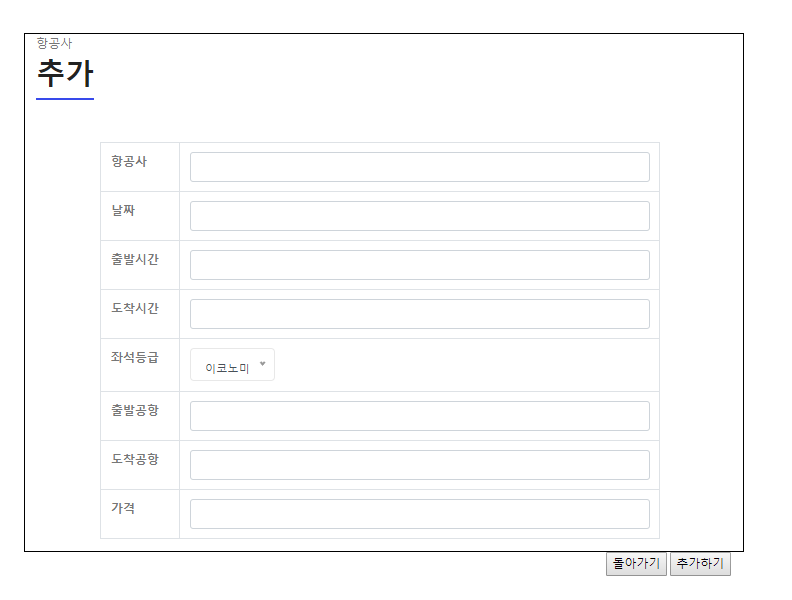 항공사
추가
항공사
날짜
출발시간
도착시간
좌석등급
이코노미
출발공항
도착공항
가격
돌아가기 추가하기